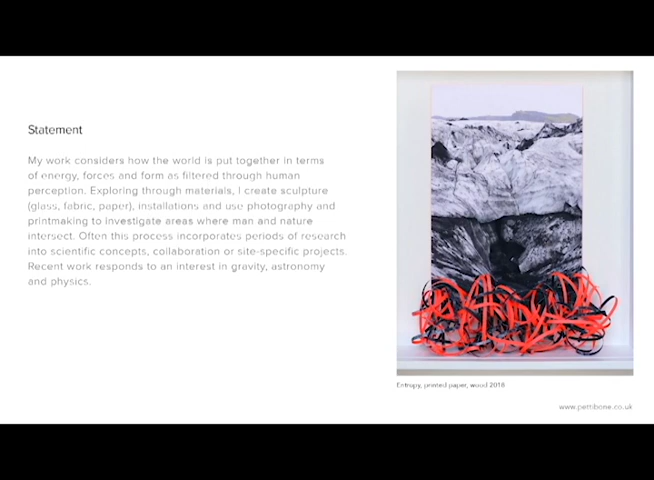 Statement
My work considers how the world is put together in terms
of energy, forces and form as filtered through human
perception. Exploring through materials, I create sculpture
(glass, fabric, paper), installations and use photography and
printmaking to investigate areas where man and nature
intersect. Often this process incorporates periods of research
into scientific concepts, collaboration or site-specific projects.
Recent work responds to an interest in gravity, astronomy
and physics.
Entropy, printed paper, wood 2018
www.pettibone.co.uk